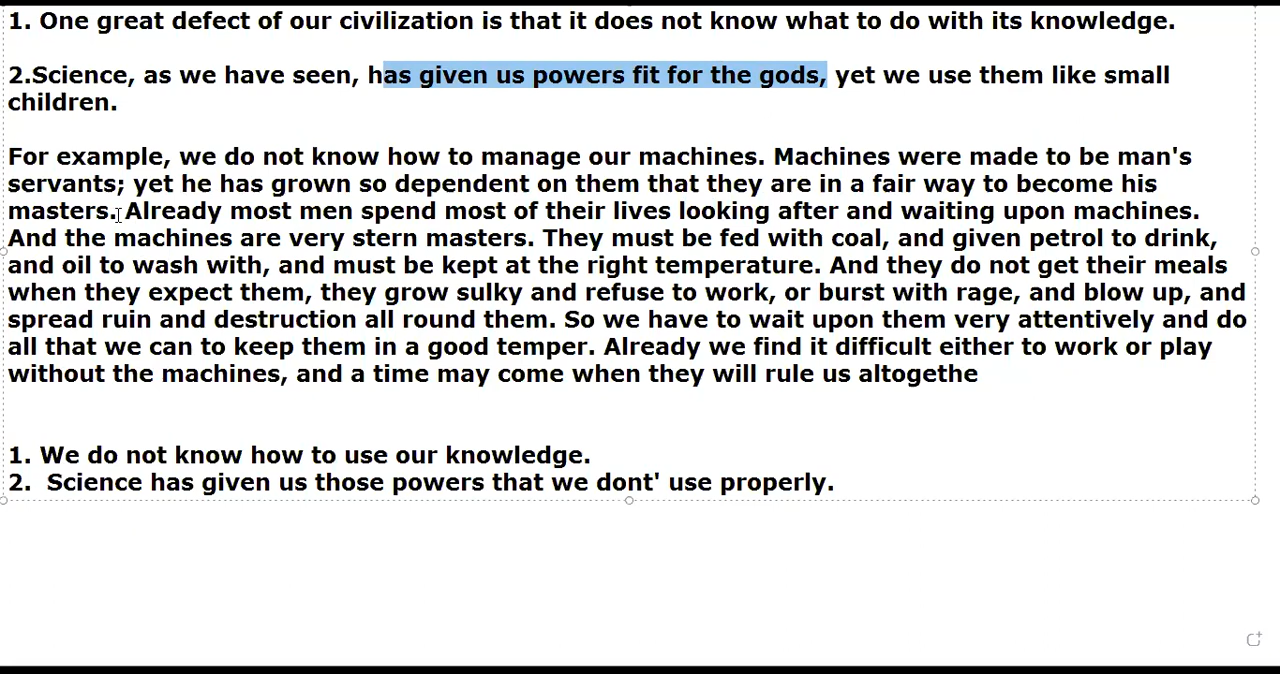 1. One great defect of our civilization is that it does not know what to do with its knowledge.
2.Science, as we have seen, has given us powers fit for the gods, yet we use them like small
children.
For example, we do not know how to manage our machines. Machines were made to be man's
servants; yet he has grown so dependent on them that they are in a fair way to become his
masters. Already most men spend most of their lives looking after and waiting upon machines.
And the machines are very stern masters. They must be fed with coal, and given petrol to drink,
and oil to wash with, and must be kept at the right temperature. And they do not get their meals
when they expect them, they grow sulky and refuse to work, or burst with rage, and blow up, and
spread ruin and destruction all round them. So we have to wait upon them very attentively and do
all that we can to keep them in a good temper. Already we find it difficult either to work or play
without the machines, and a time may come when they will rule us altogethe
1. We do not know how to use our knowledge.
2.  Science has given us those powers that we dont' use properly.